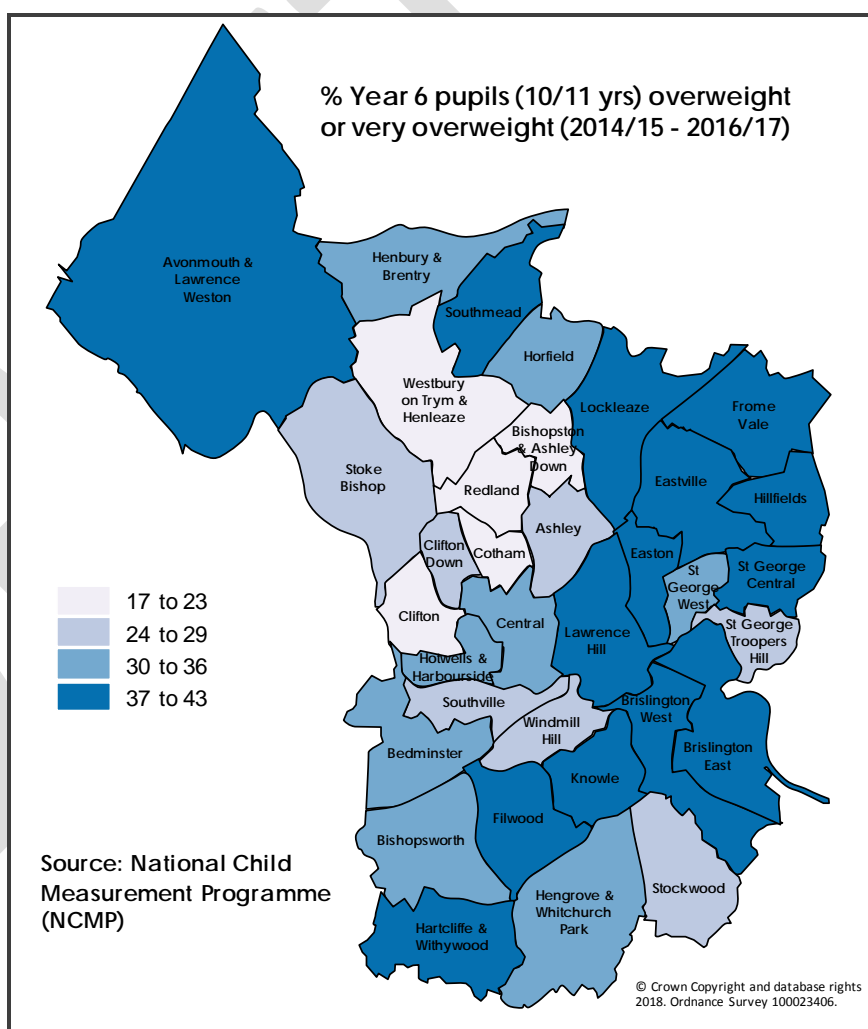 % Year 6 pupils (10/11 yrs) overweight
or very overweight (2014/15 - 2016/17)
Avonmouth &
Lawrence
Weston
Henbury &
Brentry
Southmead
Horfield
Westbury
on Trym &
Henleaze
Lockleaze
Frome
Vale
Bishopston
& Ashley
Down
Stoke
Bishop
Redland
Eastville
Hillfields
Ashley
Clifton
Down
Cotham
Easton
St
George
West
St George
Central
Clifton
Central
Lawrence
Hill
St George
Troopers
Hill
Hotwells &
Harbourside
17 to 23
24 to 29
30 to 36
37 to 43
Southville
Windmill
Hill
Brislington
West
Brislington
East
Bedminster
Knowle
Filwood
Bishopsworth
Stockwood
Hengrove &
Whitchurch
Park
Hartcliffe &
Withywood
Source: National Child
Measurement Programme
(NCMP)
© Crown Copyright and database rights
2018. Ordnance Survey 100023406.